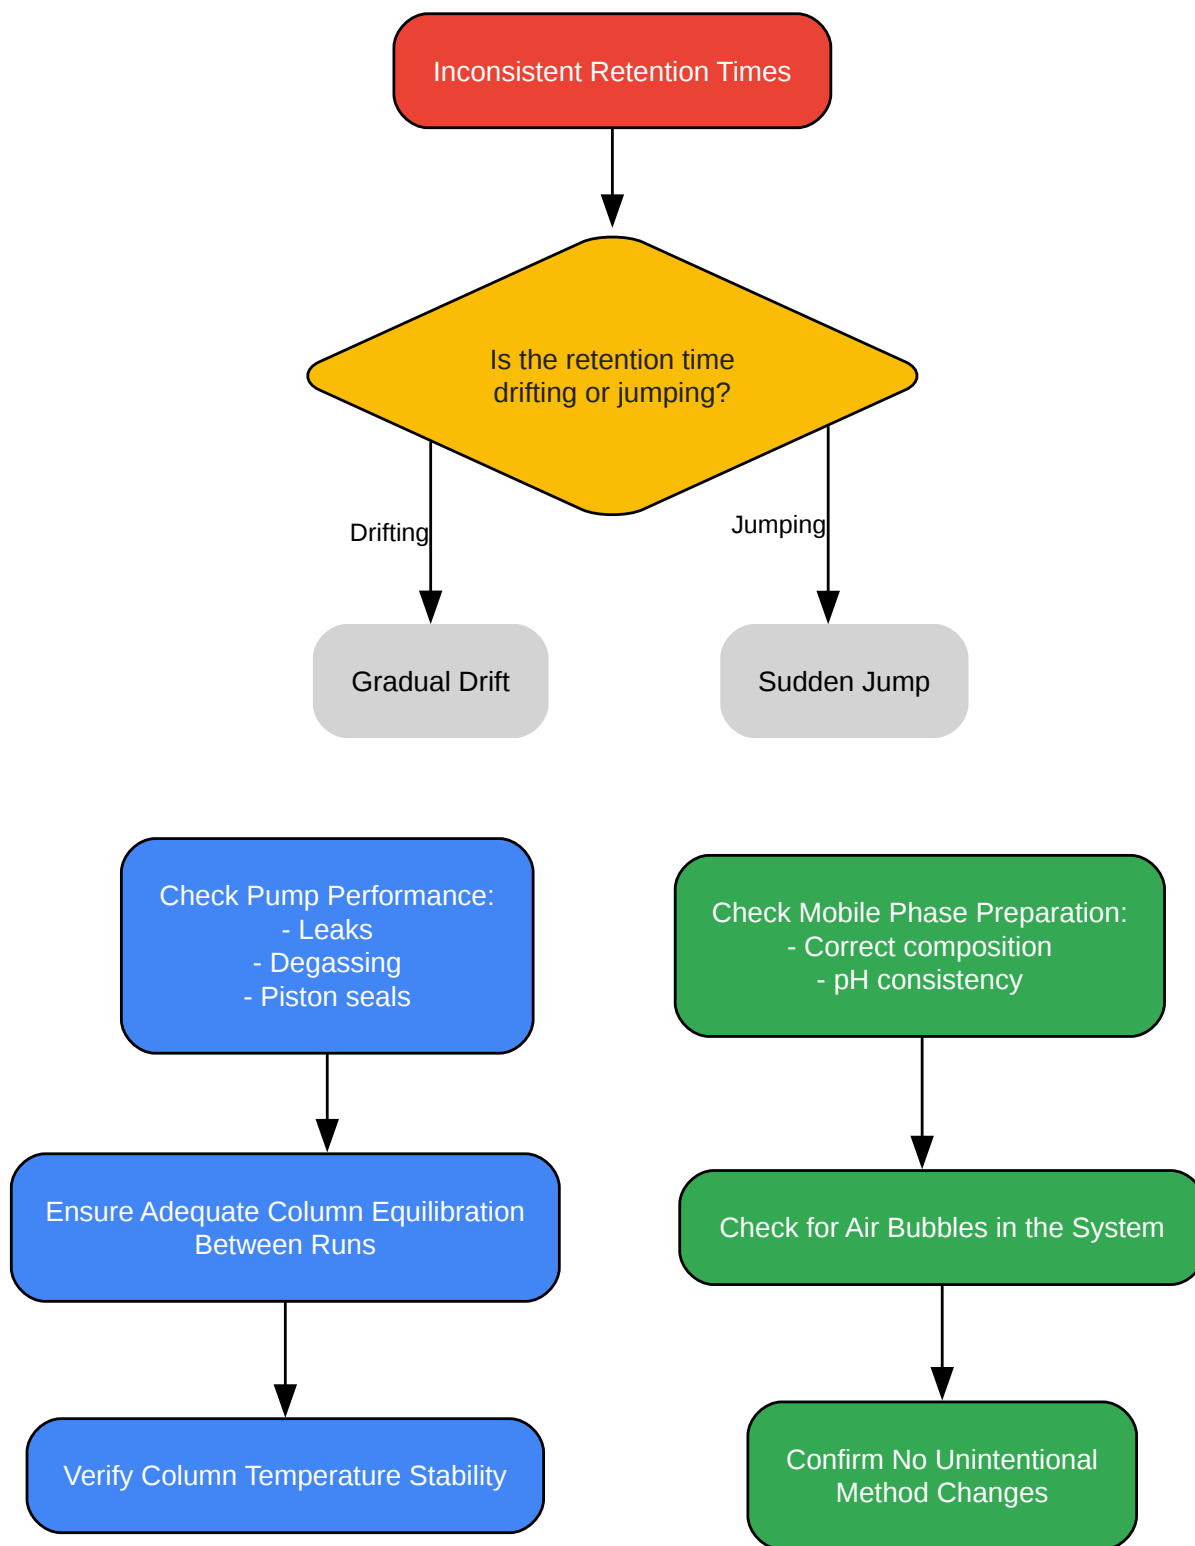 Inconsistent Retention Times
Is the retention time
drifting or jumping?
Drifting
Jumping
Gradual Drift
Sudden Jump
Check Pump Performance:
- Leaks
- Degassing
- Piston seals
Ensure Adequate Column Equilibration
Between Runs
Verify Column Temperature Stability
Check Mobile Phase Preparation:
- Correct composition
- pH consistency
Check for Air Bubbles in the System
Confirm No Unintentional
Method Changes